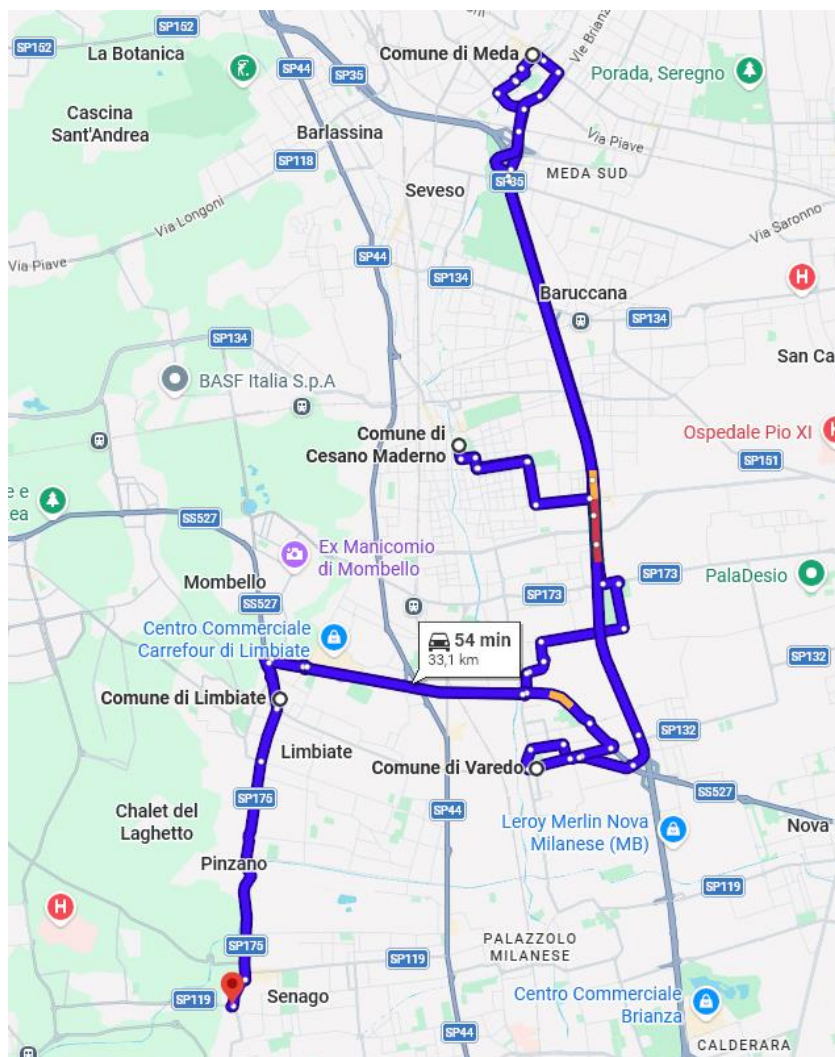 SP152
SP152
SP152
La Botanica
SP44
SP35
Comune di Meda
Vle Brianz
Porada, Seregno
Cascina
Sant'Andrea
Barlassina
SP118
Via Piave
MEDA SUD
SP35
Seveso
Via Longoni
Via Saronno
Via Piave
SP44
SP134
Baruccana
SP134
San Ca
SP134
BASF Italia S.p.A
Comune di
Cesano Maderno
Ospedale Pio XI
SP151
e e
ea
SS527
Ex Manicomio
di Mombello
Mombello
SP173
SP173
PalaDesio
SS527
Centro Commerciale
Carrefour di Limbiate
54 min
33,1 km
SP132
Comune di Limbiate
SP132
Limbiate
Comune di Varedo
SS527
SP175
Chalet del
Laghetto
SP44
Leroy Merlin Nova
Milanese (MB)
Nova
Pinzano
SP119
H
H
H
SP175
SP119
PALAZZOLO
MILANESE
SP119
Senago
Centro Commerciale
Brianza
SP44
CALDERARA